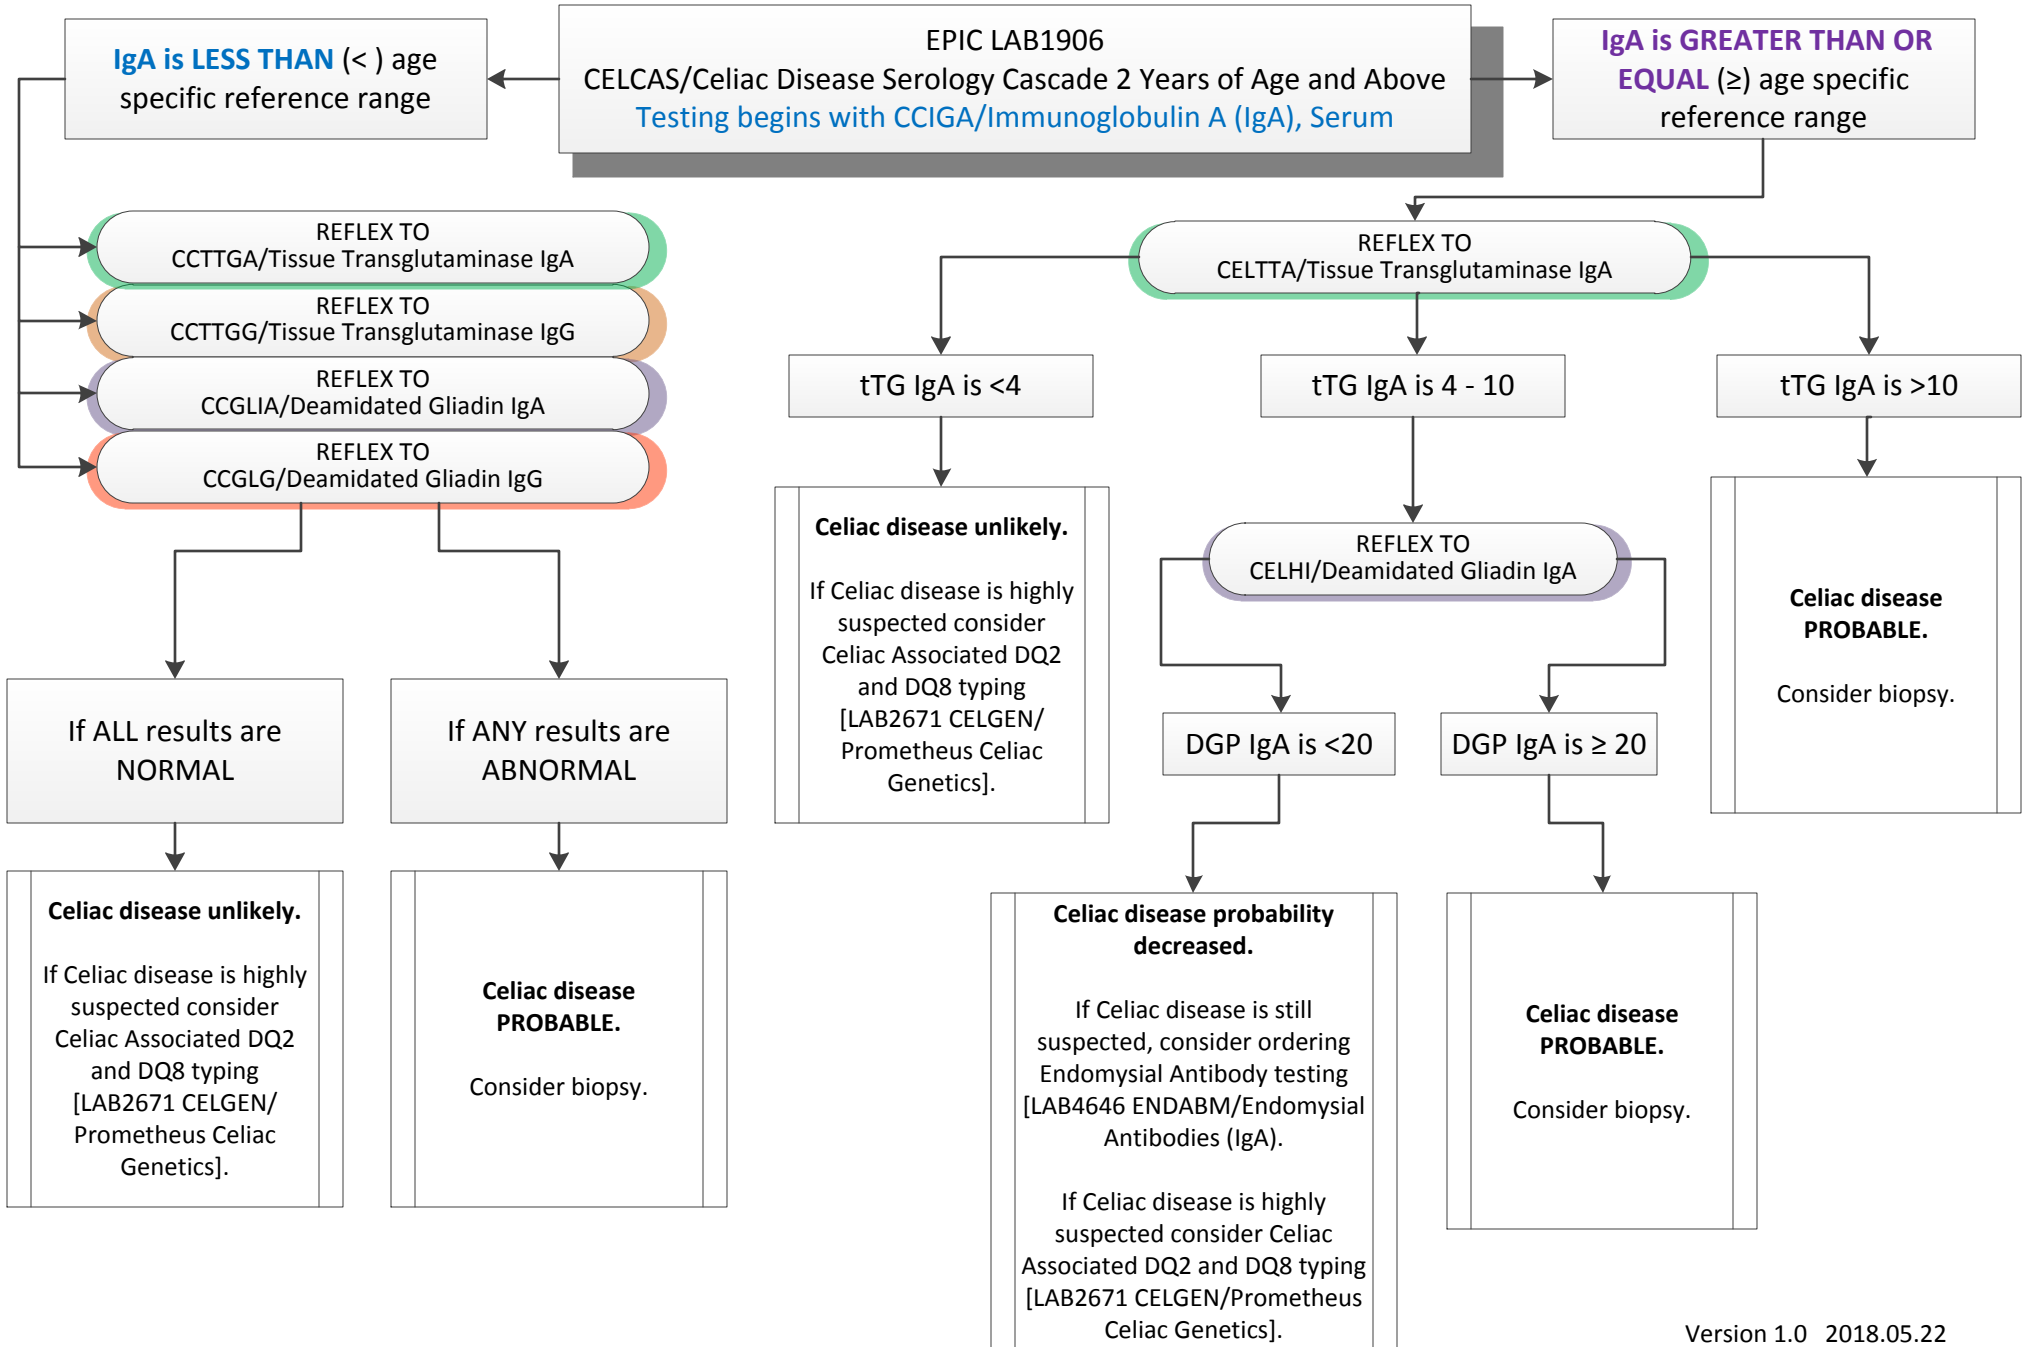 IgA is LESS THAN (< ) age
specific reference range
EPIC LAB1906
CELCAS/Celiac Disease Serology Cascade 2 Years of Age and Above
Testing begins with CCIGA/Immunoglobulin A (IgA), Serum
IgA is GREATER THAN OR
EQUAL (≥) age specific
reference range
REFLEX TO
CCTTGA/Tissue Transglutaminase IgA
REFLEX TO
CCTTGG/Tissue Transglutaminase IgG
REFLEX TO
CCGLIA/Deamidated Gliadin IgA
REFLEX TO
CCGLG/Deamidated Gliadin IgG
If ALL results are
NORMAL
If ANY results are
ABNORMAL
Celiac disease unlikely.
If Celiac disease is highly
suspected consider
Celiac Associated DQ2
and DQ8 typing
[LAB2671 CELGEN/
Prometheus Celiac
Genetics].
Celiac disease
PROBABLE.
Consider biopsy.
REFLEX TO
CELTTA/Tissue Transglutaminase IgA
tTG IgA is <4
tTG IgA is 4 - 10
tTG IgA is >10
Celiac disease unlikely.
If Celiac disease is highly
suspected consider
Celiac Associated DQ2
and DQ8 typing
[LAB2671 CELGEN/
Prometheus Celiac
Genetics].
REFLEX TO
CELHI/Deamidated Gliadin IgA
Celiac disease
PROBABLE.
Consider biopsy.
DGP IgA is <20
DGP IgA is ≥ 20
Celiac disease probability
decreased.
If Celiac disease is still
suspected, consider ordering
Endomysial Antibody testing
[LAB4646 ENDABM/Endomysial
Antibodies (IgA).
If Celiac disease is highly
suspected consider Celiac
Associated DQ2 and DQ8 typing
[LAB2671 CELGEN/Prometheus
Celiac Genetics].
Celiac disease
PROBABLE.
Consider biopsy.
Version 1.0   2018.05.22